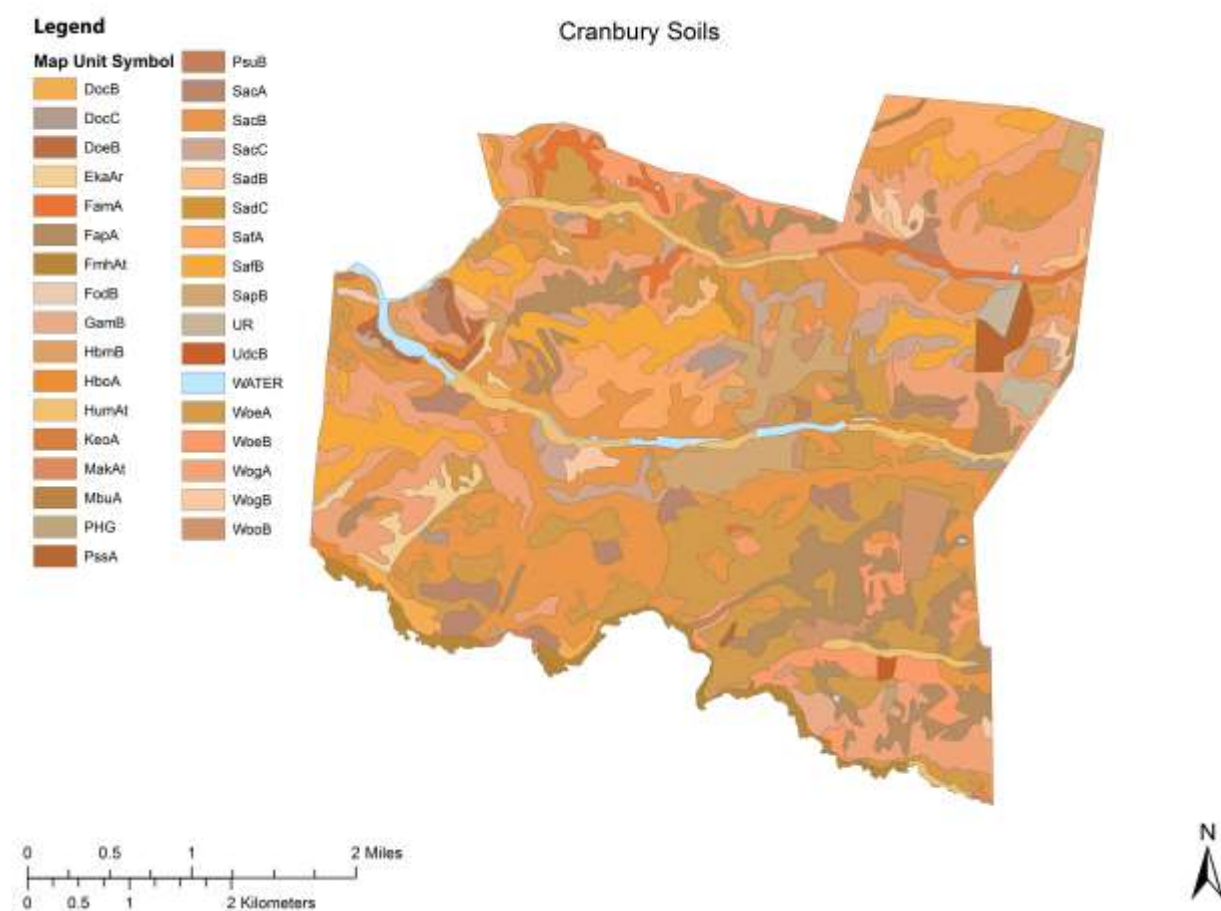 Legend
Cranbury Soils
Map Unit Symbol
DocB
DocC
DoeB
EkaAr
FamA
FapA
FmhAt
FodB
GamB
HbmB
HboA
HumAt
KeoA
MakAt
MbuA
PHG
PssA
PsuB
SacA
SacB
SacC
SadB
SadC
SafA
SafB
SapB
UR
UdcB
WATER
WoeA
WoeB
WogA
WogB
WooB
0 0.5 1 2 Miles
0 0.5 1 2 Kilometers
N